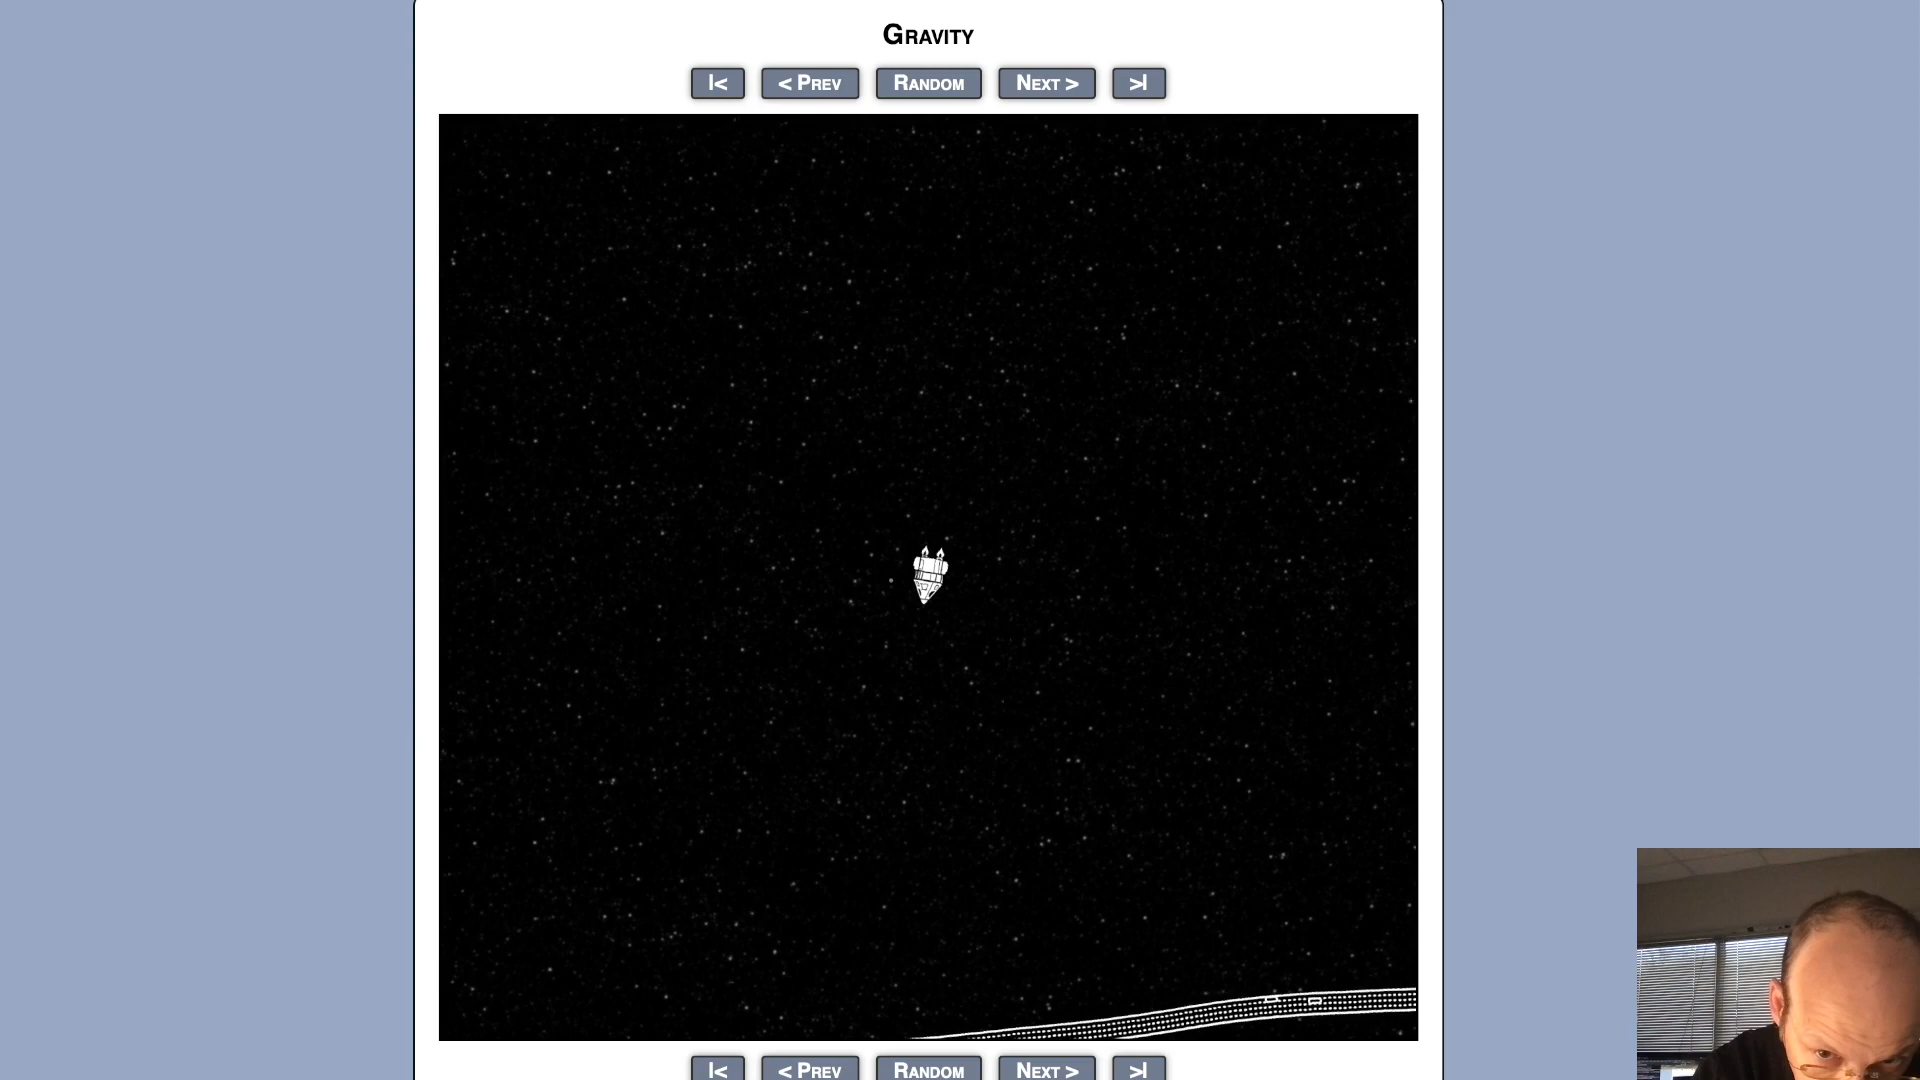 Gravity
|< < Prev Random Next > >|
|< < Prev Random Next > >|